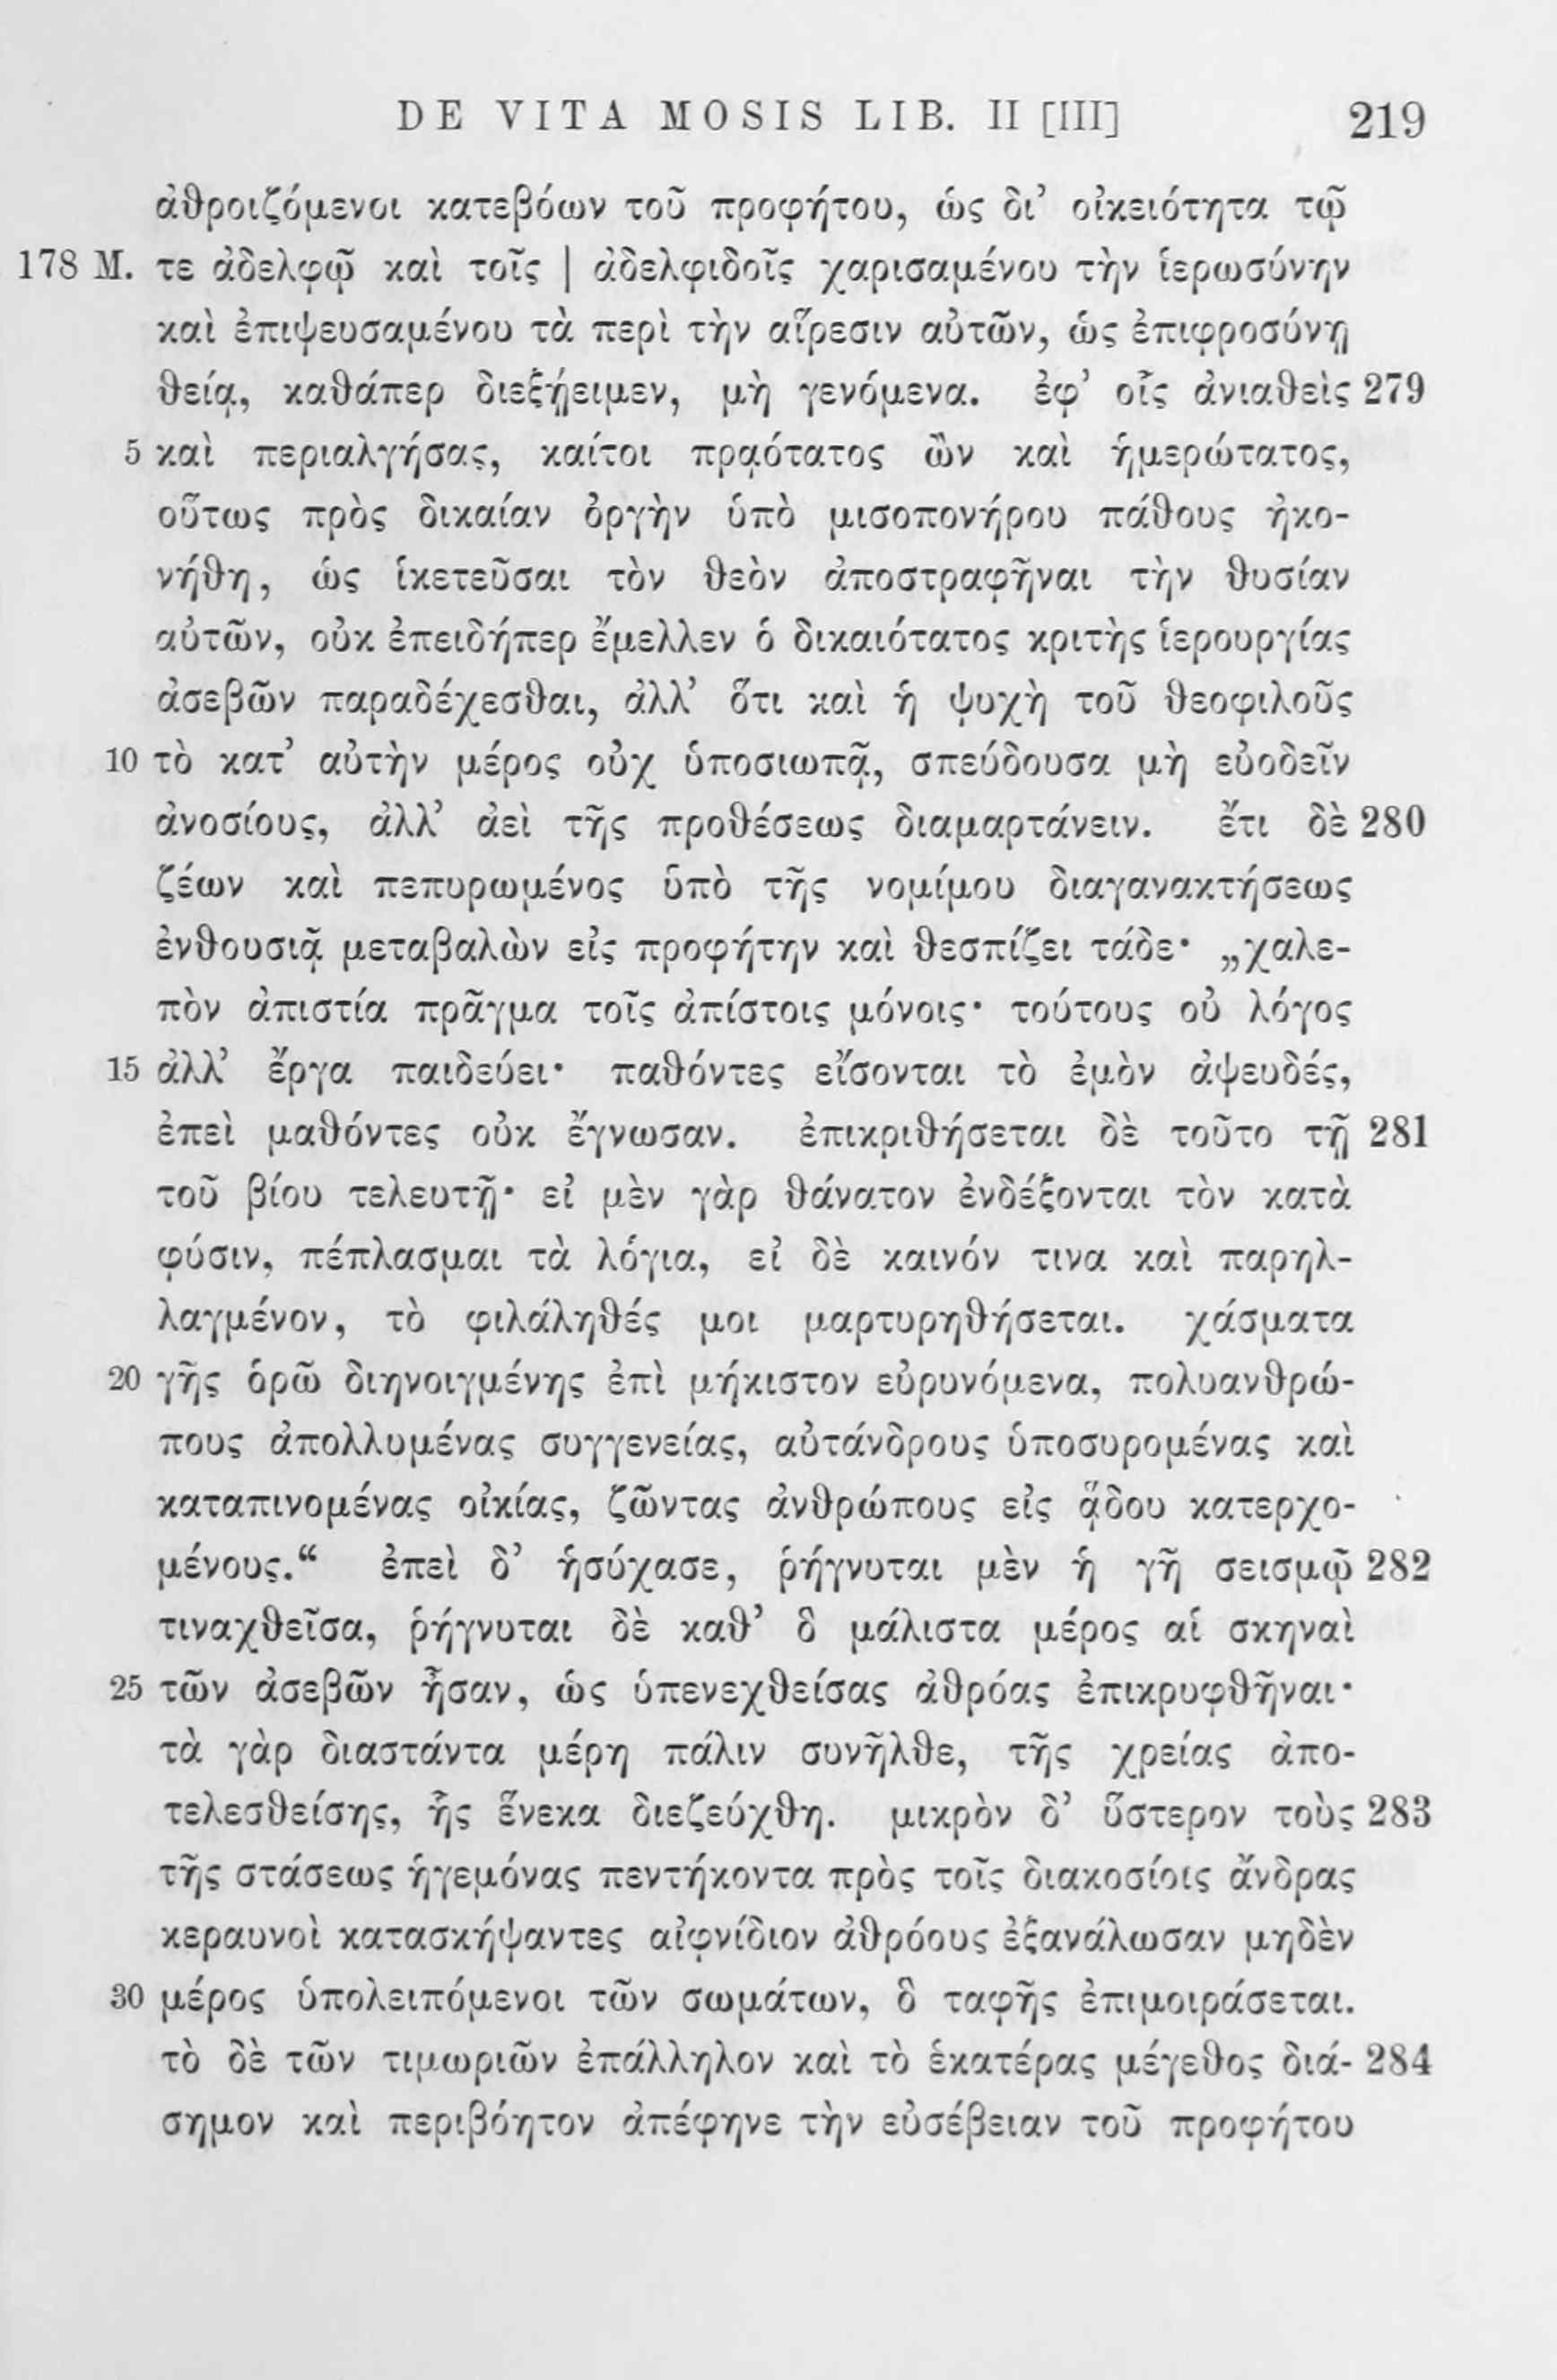 DE VITA MOSIS LIB. II [III] 219
ἀθροιζόμενοι κατεβόων τοῦ προφήτου, ὡς δι’ οἰκειότητα τῷ
178 M. τε ἀδελφῷ καὶ τοῖς | ἀδελφιδοῖς χαρισαμένου τὴν ἱερωσύνην
καὶ ἐπιψευσαμένου τὰ περὶ τὴν αἵρεσιν αὐτῶν, ὡς ἐπιφροσύνῃ
θείᾳ, καθάπερ διεξῄειμεν, μὴ γενόμενα. ἐφ’ οἷς ἀνιαθεὶς 279
5 καὶ περιαλγήσας, καίτοι πρᾳότατος ὢν καὶ ἡμερώτατος,
οὕτως πρὸς δικαίαν ὀργὴν ὑπὸ μισοπονήρου πάθους ἠκο-
νήθη, ὡς ἱκετεῦσαι τὸν θεὸν ἀποστραφῆναι τὴν θυσίαν
αὐτῶν, οὐκ ἐπειδήπερ ἔμελλεν ὁ δικαιότατος κριτὴς ἱερουργίας
ἀσεβῶν παραδέχεσθαι, ἀλλ’ ὅτι καὶ ἡ ψυχὴ τοῦ θεοφιλοῦς
10 τὸ κατ’ αὐτὴν μέρος οὐχ ὑποσιωπᾷ, σπεύδουσα μὴ εὐοδεῖν
ἀνοσίους, ἀλλ’ ἀεὶ τῆς προθέσεως διαμαρτάνειν. ἔτι δὲ 280
ζέων καὶ πεπυρωμένος ὑπὸ τῆς νομίμου διαγανακτήσεως
ἐνθουσιᾷ μεταβαλὼν εἰς προφήτην καὶ θεσπίζει τάδε· „χαλε-
πὸν ἀπιστία πρᾶγμα τοῖς ἀπίστοις μόνοις· τούτους οὐ λόγος
15 ἀλλ’ ἔργα παιδεύει· παθόντες εἴσονται τὸ ἐμὸν ἀψευδές,
ἐπεὶ μαθόντες οὐκ ἔγνωσαν. ἐπικριθήσεται δὲ τοῦτο τῇ 281
τοῦ βίου τελευτῇ· εἰ μὲν γὰρ θάνατον ἐνδέξονται τὸν κατὰ
φύσιν, πέπλασμαι τὰ λόγια, εἰ δὲ καινόν τινα καὶ παρηλ-
λαγμένον, τὸ φιλάληθές μοι μαρτυρηθήσεται. χάσματα
20 γῆς ὁρῶ διηνοιγμένης ἐπὶ μήκιστον εὐρυνόμενα, πολυανθρώ-
πους ἀπολλυμένας συγγενείας, αὐτάνδρους ὑποσυρομένας καὶ
καταπινομένας οἰκίας, ζῶντας ἀνθρώπους εἰς ᾅδου κατερχο-
μένους.“ ἐπεὶ δ’ ἡσύχασε, ῥήγνυται μὲν ἡ γῆ σεισμῷ 282
τιναχθεῖσα, ῥήγνυται δὲ καθ’ ὃ μάλιστα μέρος αἱ σκηναὶ
25 τῶν ἀσεβῶν ἦσαν, ὡς ὑπενεχθείσας ἀθρόας ἐπικρυφθῆναι·
τὰ γὰρ διαστάντα μέρη πάλιν συνῆλθε, τῆς χρείας ἀπο-
τελεσθείσης, ἧς ἕνεκα διεζεύχθη. μικρὸν δ’ ὕστερον τοὺς 283
τῆς στάσεως ἡγεμόνας πεντήκοντα πρὸς τοῖς διακοσίοις ἄνδρας
κεραυνοὶ κατασκήψαντες αἰφνίδιον ἀθρόους ἐξανάλωσαν μηδὲν
30 μέρος ὑπολειπόμενοι τῶν σωμάτων, ὃ ταφῆς ἐπιμοιράσεται.
τὸ δὲ τῶν τιμωριῶν ἐπάλληλον καὶ τὸ ἑκατέρας μέγεθος διά- 284
σημον καὶ περιβόητον ἀπέφηνε τὴν εὐσέβειαν τοῦ προφήτου